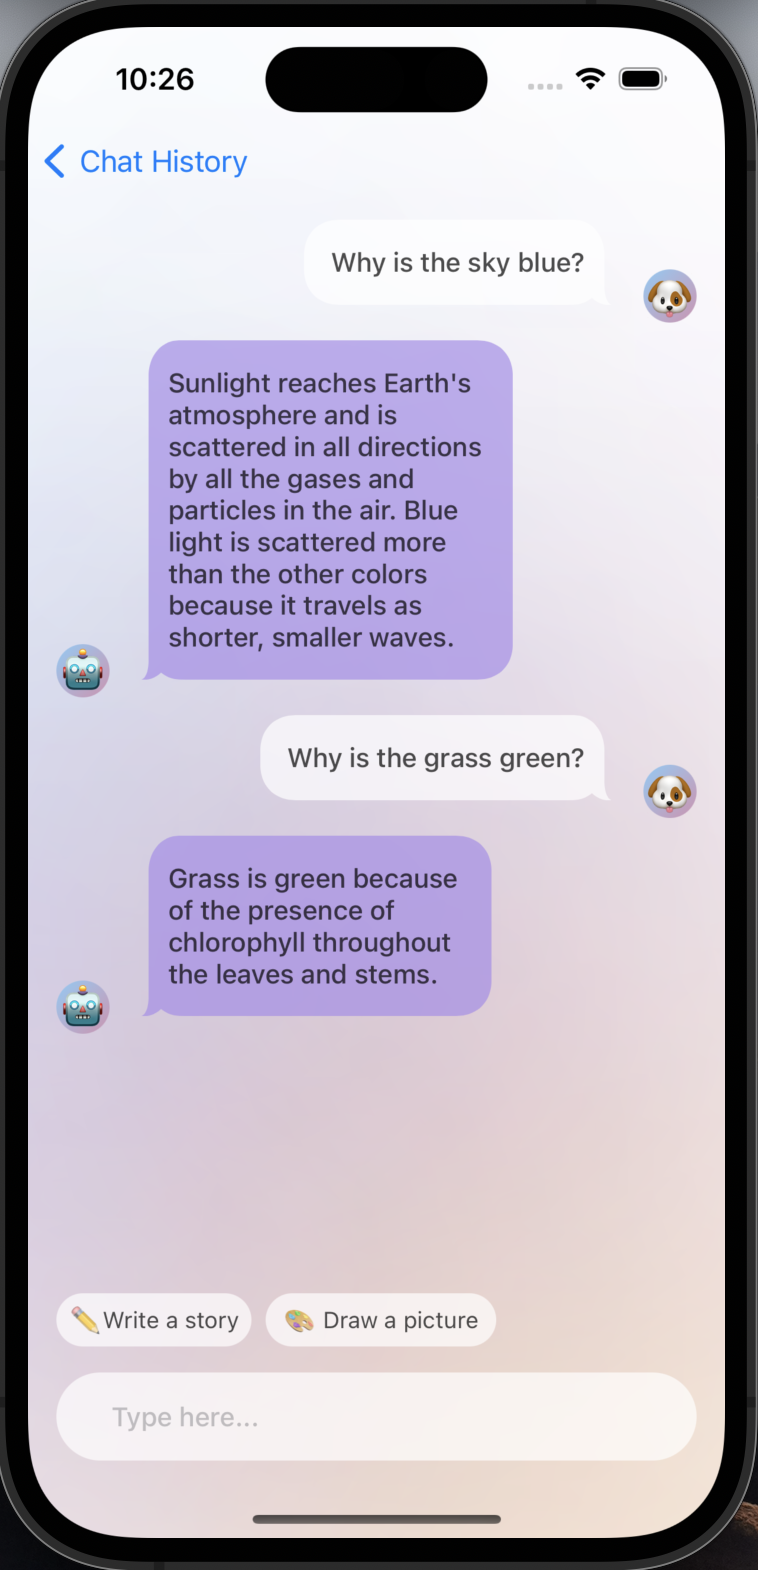 10:26
Chat History
Why is the sky blue?
Sunlight reaches Earth's
atmosphere and is
scattered in all directions
by all the gases and
particles in the air. Blue
light is scattered more
than the other colors
because it travels as
shorter, smaller waves.
Why is the grass green?
Grass is green because
of the presence of
chlorophyll throughout
the leaves and stems.
Write a story
Draw a picture
Type here...